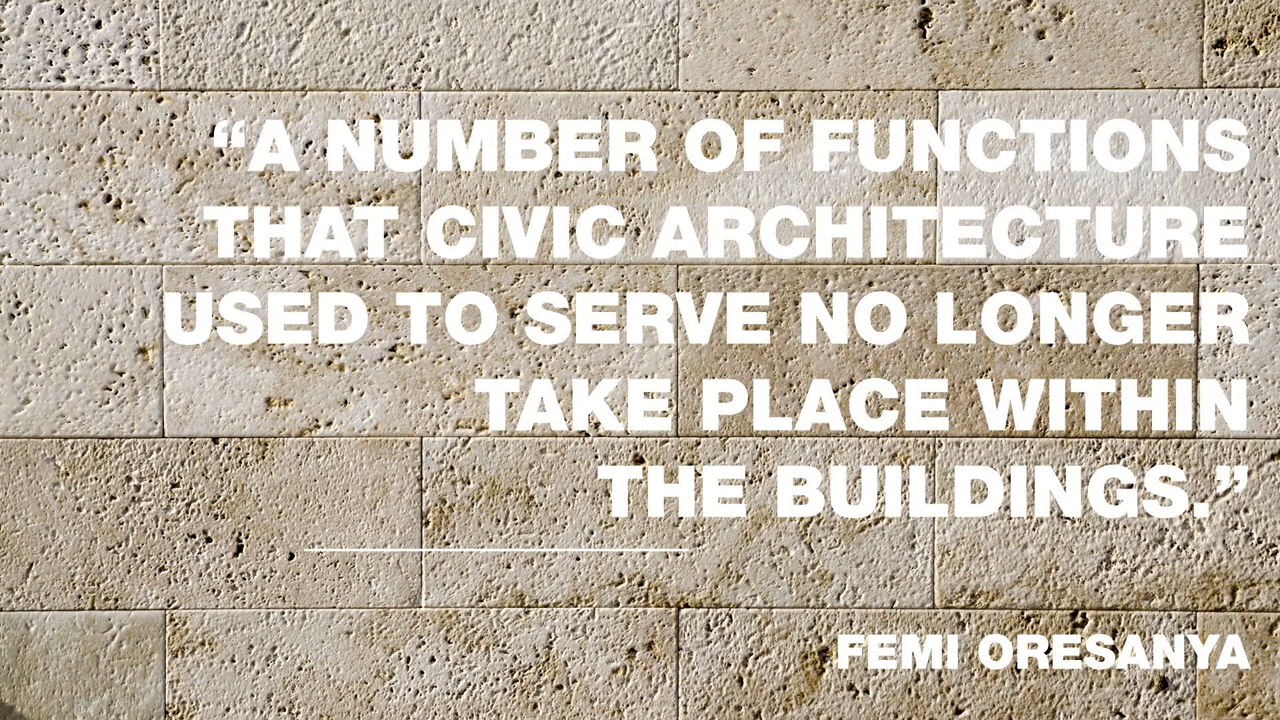 “A NUMBER OF FUNCTIONS
THAT CIVIC ARCHITECTURE
USED TO SERVE NO LONGER
TAKE PLACE WITHIN
THE BUILDINGS.”
FEMI ORESANYA